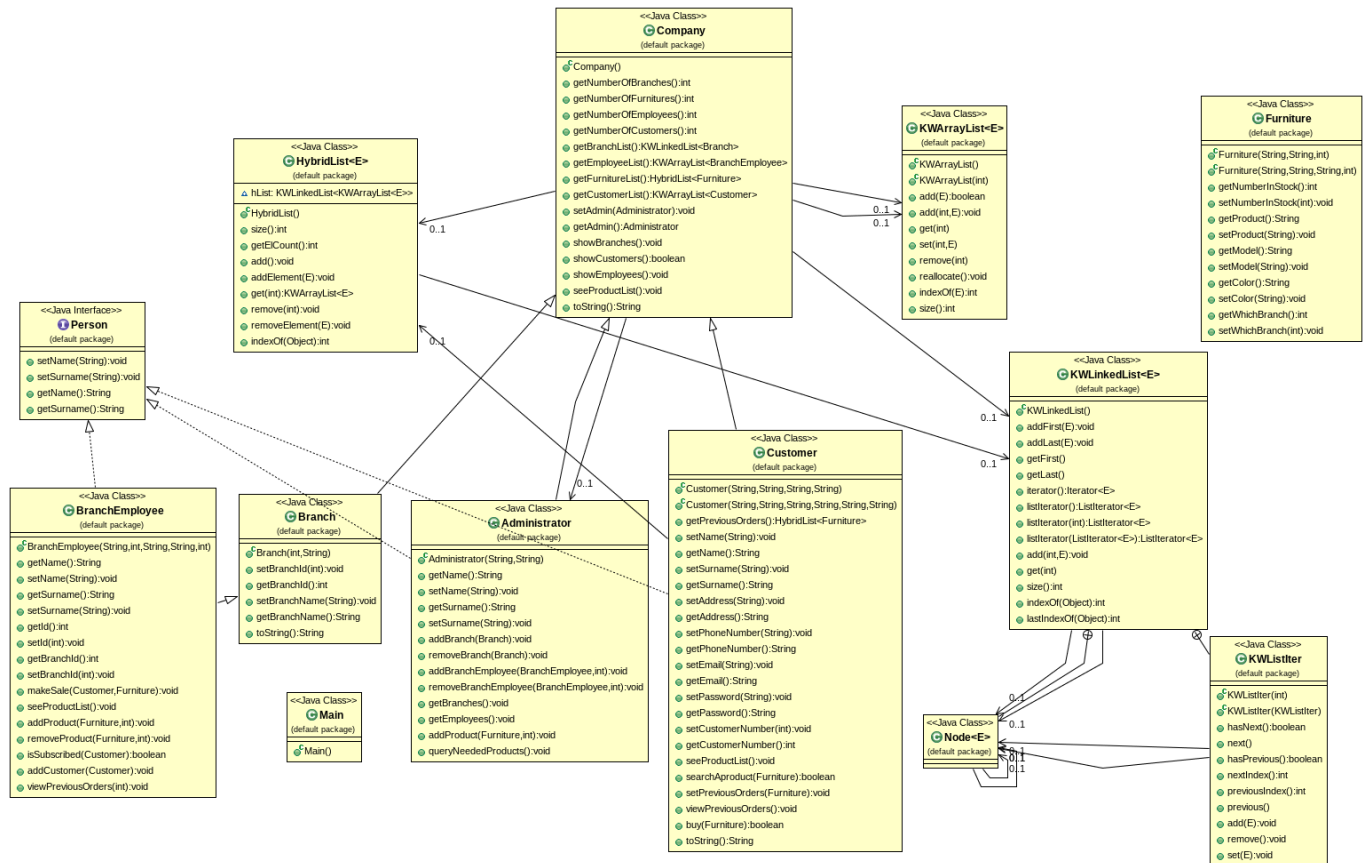 <<Java Class>>
Company
(default package)
Company()
getNumberOfBranches():int
getNumberOfFurnitures():int
getNumberOfEmployees():int
getNumberOfCustomers():int
getBranchList():KWLinkedList<Branch>
getEmployeeList():KWArrayList<BranchEmployee>
getFurnitureList():HybridList<Furniture>
getCustomerList():KWArrayList<Customer>
setAdmin(Administrator):void
getAdmin():Administrator
showBranches():void
showCustomers():boolean
showEmployees():void
seeProductList():void
toString():String
<<Java Class>>
KWArrayList<E>
(default package)
KWArrayList()
KWArrayList(int)
add(E):boolean
add(int,E):void
get(int)
set(int,E)
remove(int)
reallocate():void
indexOf(E):int
size():int
<<Java Class>>
Furniture
(default package)
Furniture(String,String,int)
Furniture(String,String,String,int)
getNumberInStock():int
setNumberInStock(int):void
getProduct():String
setProduct(String):void
getModel():String
setModel(String):void
getColor():String
setColor(String):void
getWhichBranch():int
setWhichBranch(int):void
<<Java Class>>
HybridList<E>
(default package)
hList: KWLinkedList<KWArrayList<E>>
HybridList()
size():int
getElCount():int
add():void
addElement(E):void
get(int):KWArrayList<E>
remove(int):void
removeElement(E):void
indexOf(Object):int
0..1
0..1
0..1
0..1
<<Java Interface>>
Person
(default package)
setName(String):void
setSurname(String):void
getName():String
getSurname():String
<<Java Class>>
KWLinkedList<E>
(default package)
KWLinkedList()
addFirst(E):void
addLast(E):void
getFirst()
getLast()
iterator():Iterator<E>
listIterator():ListIterator<E>
listIterator(int):ListIterator<E>
listIterator(ListIterator<E>):ListIterator<E>
add(int,E):void
get(int)
size():int
indexOf(Object):int
lastIndexOf(Object):int
0..1
0..1
0..1
<<Java Class>>
BranchEmployee
(default package)
BranchEmployee(String,int,String,String,int)
getName():String
setName(String):void
getSurname():String
setSurname(String):void
getId():int
setId(int):void
getBranchId():int
setBranchId(int):void
makeSale(Customer,Furniture):void
seeProductList():void
addProduct(Furniture,int):void
removeProduct(Furniture,int):void
isSubscribed(Customer):boolean
addCustomer(Customer):void
viewPreviousOrders(int):void
<<Java Class>>
Branch
(default package)
Branch(int,String)
setBranchId(int):void
getBranchId():int
setBranchName(String):void
getBranchName():String
toString():String
<<Java Class>>
Main
(default package)
Main()
<<Java Class>>
Administrator
(default package)
Administrator(String,String)
getName():String
setName(String):void
getSurname():String
setSurname(String):void
addBranch(Branch):void
removeBranch(Branch):void
addBranchEmployee(BranchEmployee,int):void
removeBranchEmployee(BranchEmployee,int):void
getBranches():void
getEmployees():void
addProduct(Furniture,int):void
queryNeededProducts():void
<<Java Class>>
Customer
(default package)
Customer(String,String,String,String)
Customer(String,String,String,String,String,String)
getPreviousOrders():HybridList<Furniture>
setName(String):void
getName():String
setSurname(String):void
getSurname():String
setAddress(String):void
getAddress():String
setPhoneNumber(String):void
getPhoneNumber():String
setEmail(String):void
getEmail():String
setPassword(String):void
getPassword():String
setCustomerNumber(int):void
getCustomerNumber():int
seeProductList():void
searchAproduct(Furniture):boolean
setPreviousOrders(Furniture):void
viewPreviousOrders():void
buy(Furniture):boolean
toString():String
0..1
0..1
<<Java Class>>
Node<E>
(default package)
0..1
0..1
0..1
<<Java Class>>
KWListIter
(default package)
KWListIter(int)
KWListIter(KWListIter)
hasNext():boolean
next()
hasPrevious():boolean
nextIndex():int
previousIndex():int
previous()
add(E):void
remove():void
set(E):void